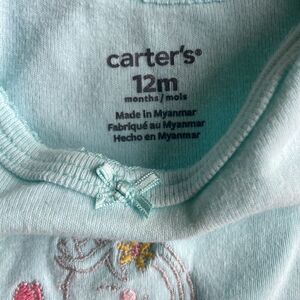 carter's®
12m
months / mois
Made in Myanmar
Fabriqué au Myanmar
Hecho en Myanmar